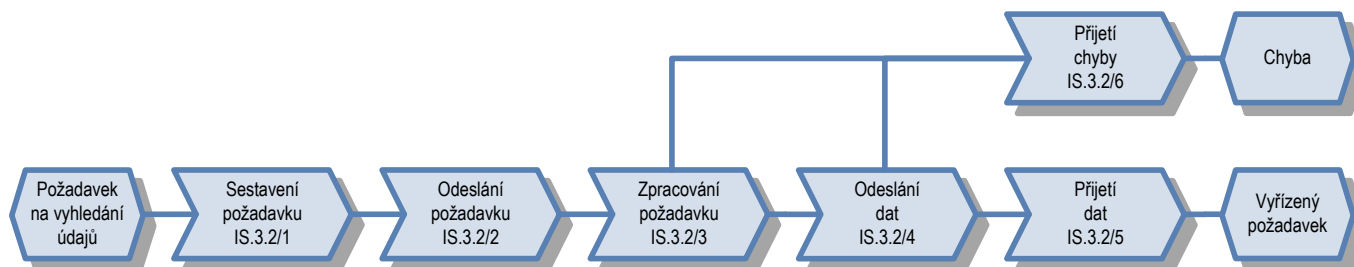 Přijetí
chyby
IS.3.2/6
Chyba
Požadavek
na vyhledání
údajů
Sestavení
požadavku
IS.3.2/1
Odeslání
požadavku
IS.3.2/2
Zpracování
požadavku
IS.3.2/3
Odeslání
dat
IS.3.2/4
Přijetí
dat
IS.3.2/5
Vyřízený
požadavek